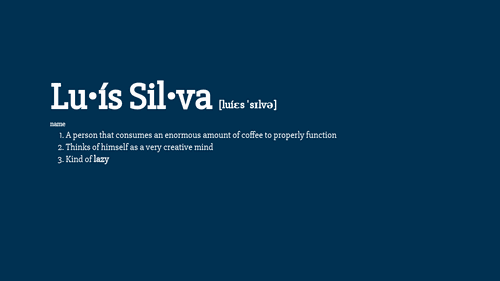 Lu•ís Sil•va [luíɛs ˈsɪlvə]
name
1. A person that consumes an enormous amount of coffee to properly function
2. Thinks of himself as a very creative mind
3. Kind of lazy